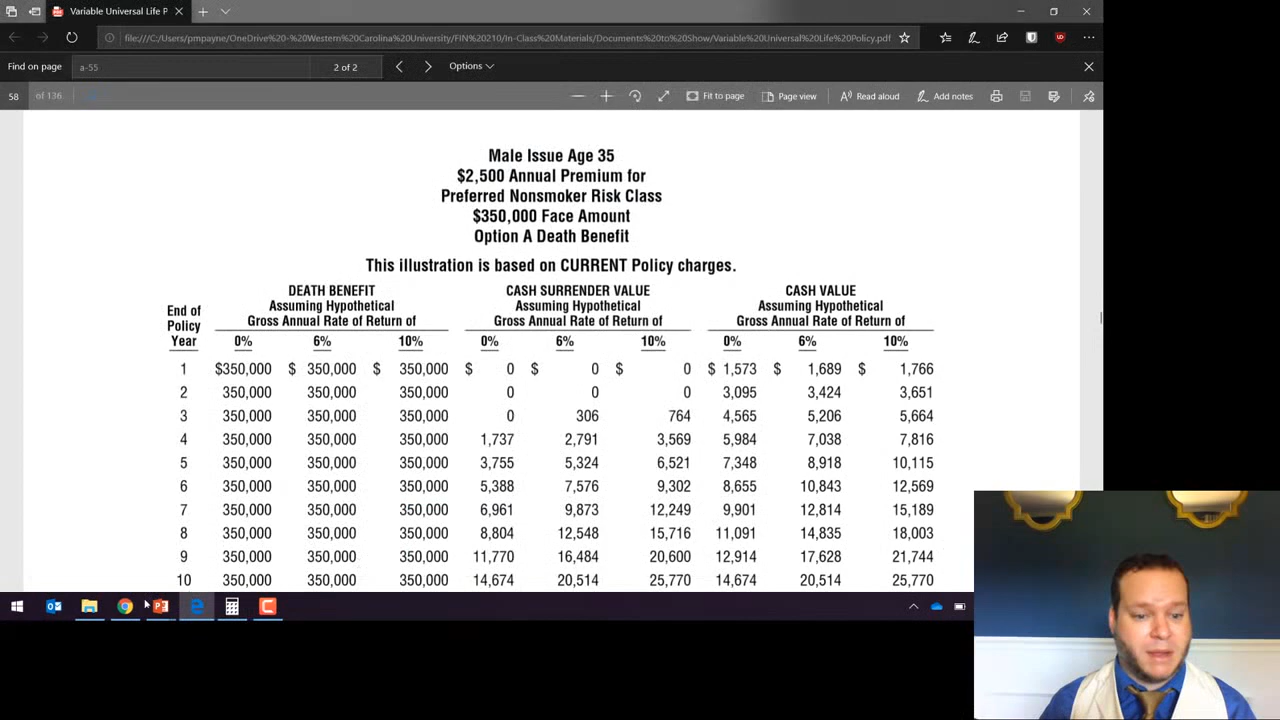 Variable Universal Life P
file:///C:/Users/pmpayne/OneDrive%20-%20Western%20Carolina%20University/FIN%20210/In-Class%20Materials/Documents%20to%20Show/Variable%20Universal%20Life%20Policy.pdf
Find on page a-55 2 of 2 Options
58 of 136 Fit to page Page view Read aloud Add notes
Male Issue Age 35
$2,500 Annual Premium for
Preferred Nonsmoker Risk Class
$350,000 Face Amount
Option A Death Benefit
This illustration is based on CURRENT Policy charges.
DEATH BENEFIT CASH SURRENDER VALUE CASH VALUE
End of Assuming Hypothetical Assuming Hypothetical Assuming Hypothetical
Policy Gross Annual Rate of Return of Gross Annual Rate of Return of Gross Annual Rate of Return of
Year 0% 6% 10% 0% 6% 10% 0% 6% 10%
1 $350,000 $ 350,000 $ 350,000 $ 0 $ 0 $ 0 $ 1,573 $ 1,689 $ 1,766
2 350,000 350,000 350,000 0 0 0 3,095 3,424 3,651
3 350,000 350,000 350,000 0 306 764 4,565 5,206 5,664
4 350,000 350,000 350,000 1,737 2,791 3,569 5,984 7,038 7,816
5 350,000 350,000 350,000 3,755 5,324 6,521 7,348 8,918 10,115
6 350,000 350,000 350,000 5,388 7,576 9,302 8,655 10,843 12,569
7 350,000 350,000 350,000 6,961 9,873 12,249 9,901 12,814 15,189
8 350,000 350,000 350,000 8,804 12,548 15,716 11,091 14,835 18,003
9 350,000 350,000 350,000 11,770 16,484 20,600 12,914 17,628 21,744
10 350,000 350,000 350,000 14,674 20,514 25,770 14,674 20,514 25,770